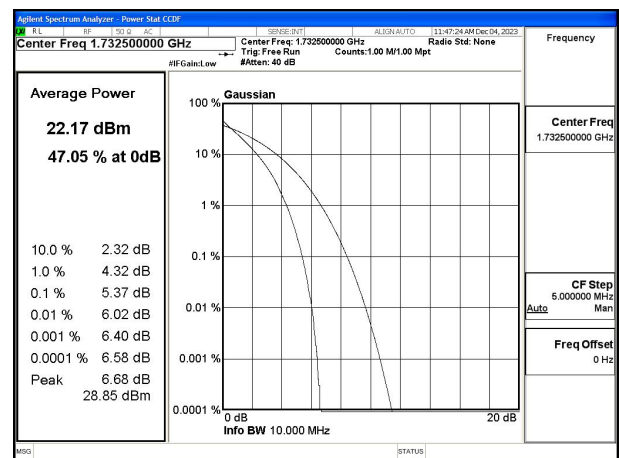 Agilent Spectrum Analyzer - Power Stat CCDF
RL RF 50 Ω AC SENSE:INT ALIGN AUTO 11:47:24 AM Dec 04, 2023
Center Freq 1.732500000 GHz
Center Freq: 1.732500000 GHz Radio Std: None
Trig: Free Run Counts:1.00 M/1.00 Mpt
#IFGain:Low #Atten: 40 dB
Frequency
Average Power
22.17 dBm
47.05 % at 0dB
10.0 % 2.32 dB
1.0 % 4.32 dB
0.1 % 5.37 dB
0.01 % 6.02 dB
0.001 % 6.40 dB
0.0001 % 6.58 dB
Peak 6.68 dB
28.85 dBm
Gaussian
100 %
10 %
1 %
0.1 %
0.01 %
0.001 %
0.0001 %
0 dB 20 dB
Info BW 10.000 MHz
Center Freq
1.732500000 GHz
CF Step
5.000000 MHz
Auto Man
Freq Offset
0 Hz
MSG STATUS